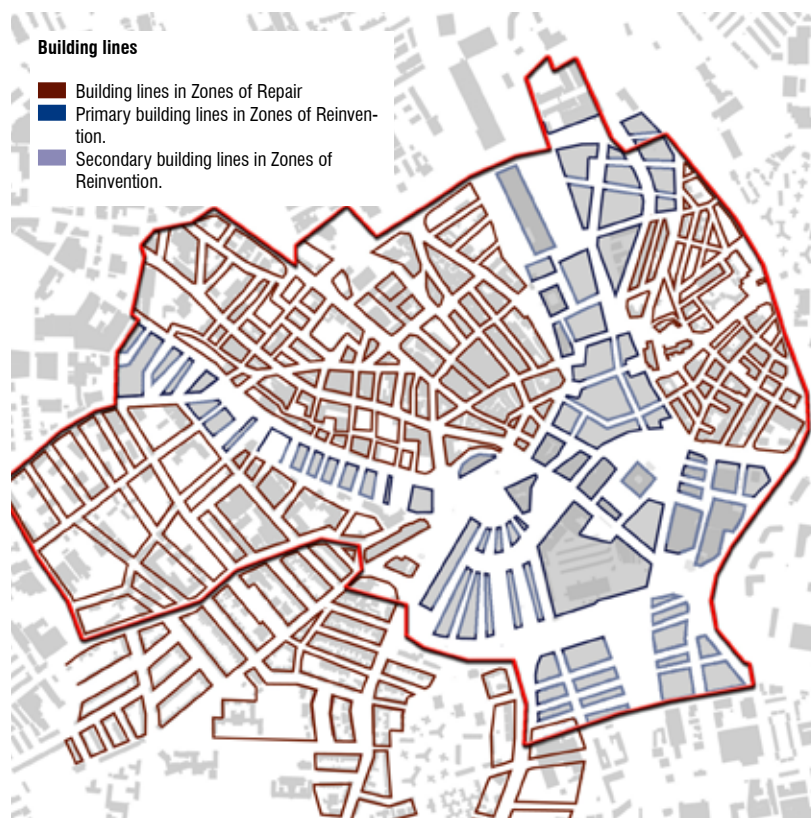 Building lines
Building lines in Zones of Repair
Primary building lines in Zones of Reinven-
tion.
Secondary building lines in Zones of
Reinvention.